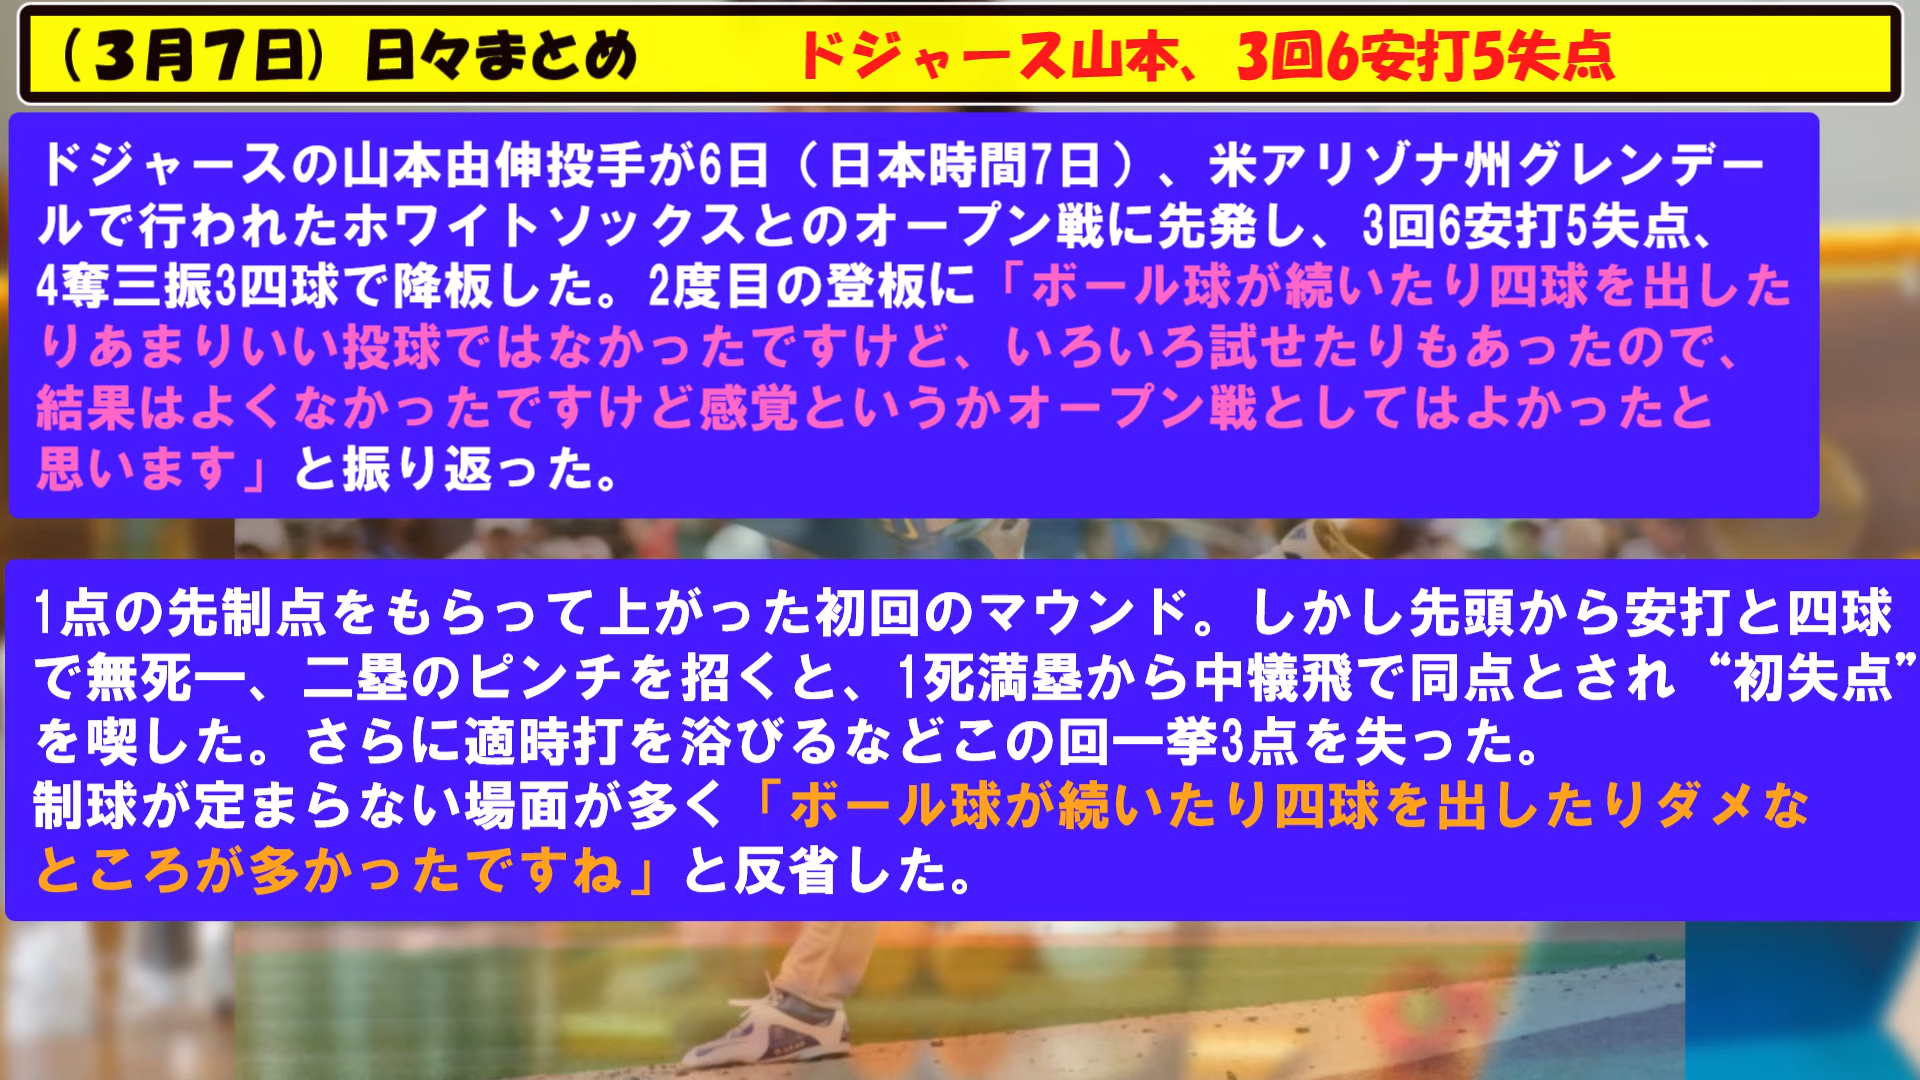 （3月7日）日々まとめ　ドジャース山本、3回6安打5失点
ドジャースの山本由伸投手が6日（日本時間7日）、米アリゾナ州グレンデー
ルで行われたホワイトソックスとのオープン戦に先発し、3回6安打5失点、
4奪三振3四球で降板した。2度目の登板に「ボール球が続いたり四球を出した
りあまりいい投球ではなかったですけど、いろいろ試せたりもあったので、
結果はよくなかったですけど感覚というかオープン戦としてはよかったと
思います」と振り返った。
1点の先制点をもらって上がった初回のマウンド。しかし先頭から安打と四球
で無死一、二塁のピンチを招くと、1死満塁から中犠飛で同点とされ“初失点”
を喫した。さらに適時打を浴びるなどこの回一挙3点を失った。
制球が定まらない場面が多く「ボール球が続いたり四球を出したりダメな
ところが多かったですね」と反省した。